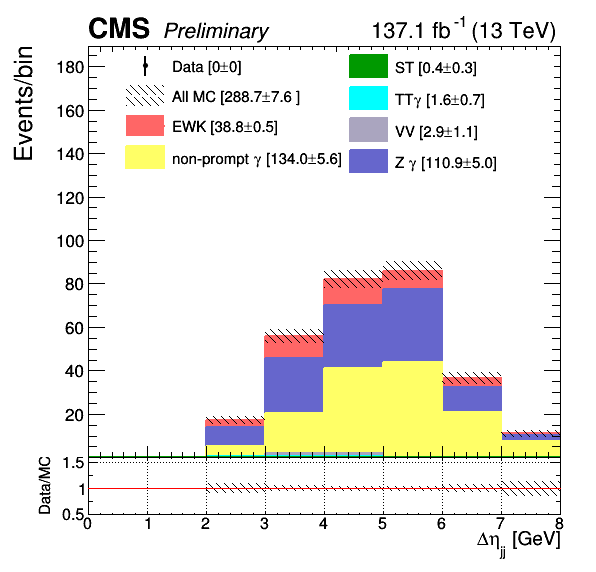 CMS Preliminary 137.1 fb⁻¹ (13 TeV)
Events/bin
180
160
140
120
100
80
60
40
20
Data [0±0]
All MC [288.7±7.6 ]
EWK [38.8±0.5]
non-prompt γ [134.0±5.6]
ST [0.4±0.3]
TTγ [1.6±0.7]
VV [2.9±1.1]
Z γ [110.9±5.0]
Data/MC
1.5
1
0.5
0 1 2 3 4 5 6 7 8
Δη_jj [GeV]